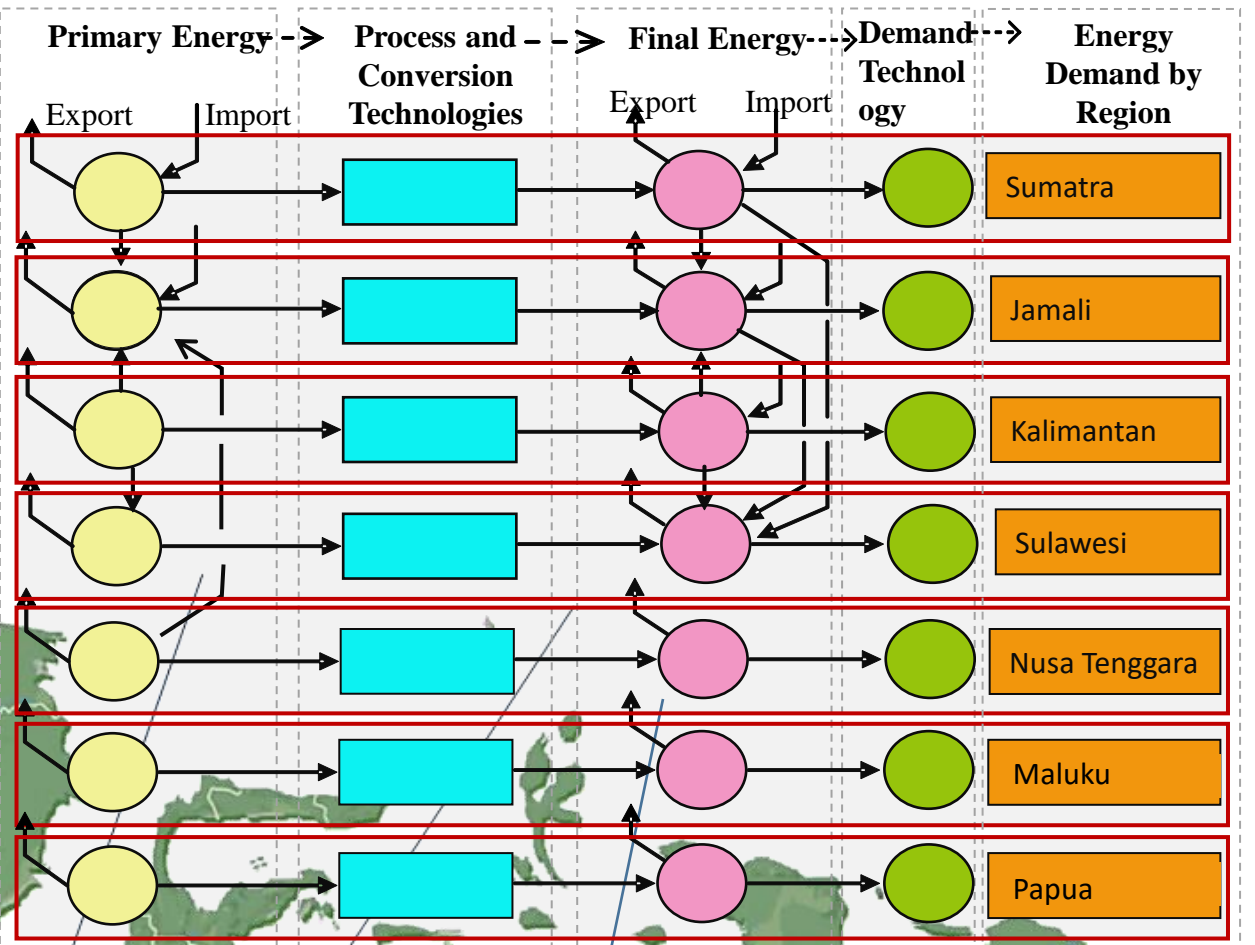 Primary Energy
Process and
Conversion
Technologies
Final Energy
Demand
Technol
ogy
Energy
Demand by
Region
Export
Import
Export
Import
Sumatra
Jamali
Kalimantan
Sulawesi
Nusa Tenggara
Maluku
Papua